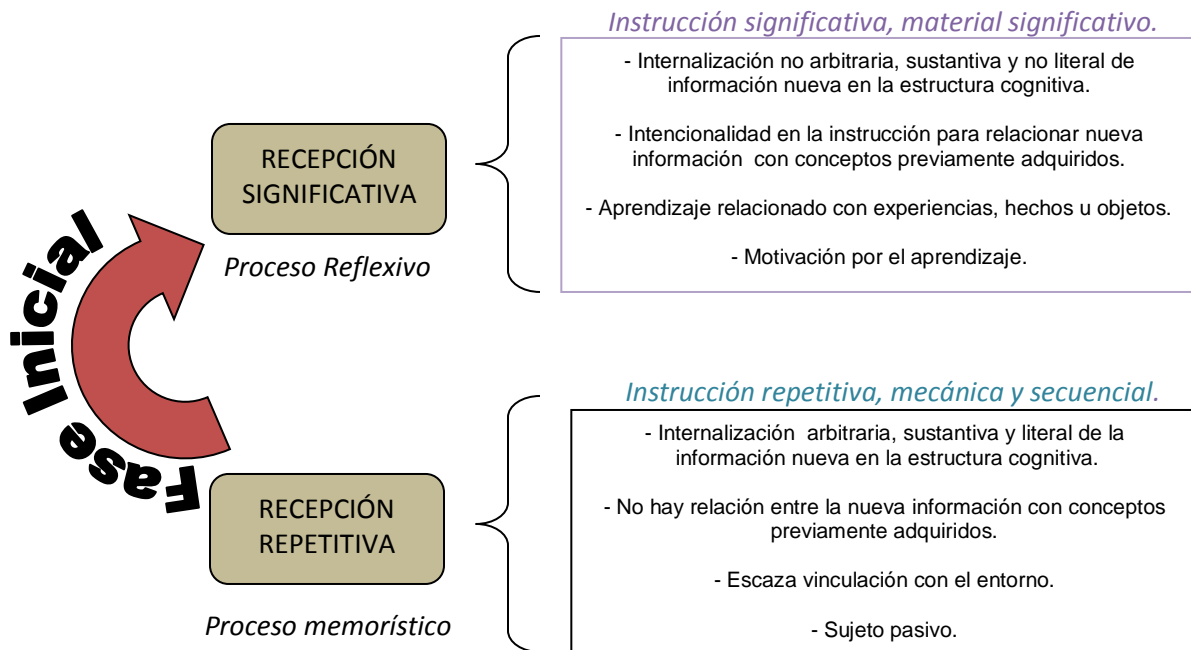 Instrucción significativa, material significativo.
- Internalización no arbitraria, sustantiva y no literal de
información nueva en la estructura cognitiva.
- Intencionalidad en la instrucción para relacionar nueva
información con conceptos previamente adquiridos.
- Aprendizaje relacionado con experiencias, hechos u objetos.
- Motivación por el aprendizaje.
RECEPCIÓN
SIGNIFICATIVA
Proceso Reflexivo
Fase Inicial
Instrucción repetitiva, mecánica y secuencial.
- Internalización arbitraria, sustantiva y literal de la
información nueva en la estructura cognitiva.
- No hay relación entre la nueva información con conceptos
previamente adquiridos.
- Escaza vinculación con el entorno.
- Sujeto pasivo.
RECEPCIÓN
REPETITIVA
Proceso memorístico